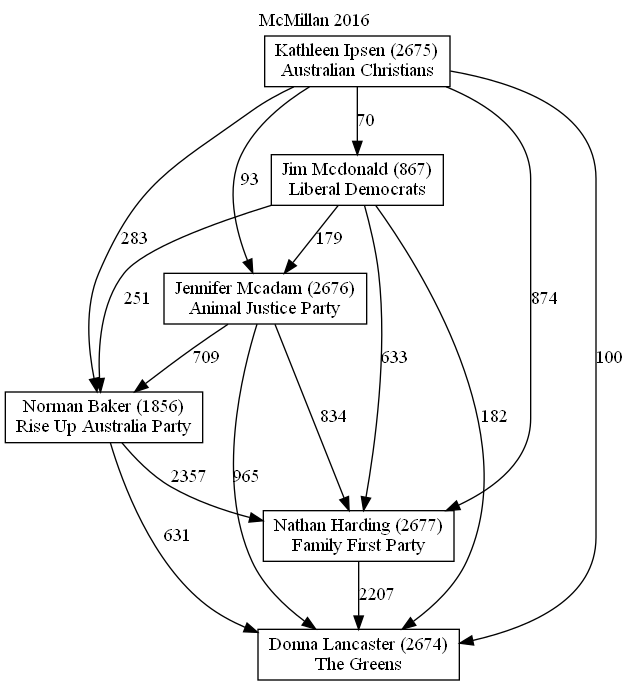 McMillan 2016
Kathleen Ipsen (2675)
Australian Christians
70
Jim Mcdonald (867)
Liberal Democrats
93
283
179
251
874
Jennifer Mcadam (2676)
Animal Justice Party
709
633
100
Norman Baker (1856)
Rise Up Australia Party
834
182
2357
965
Nathan Harding (2677)
Family First Party
631
2207
Donna Lancaster (2674)
The Greens